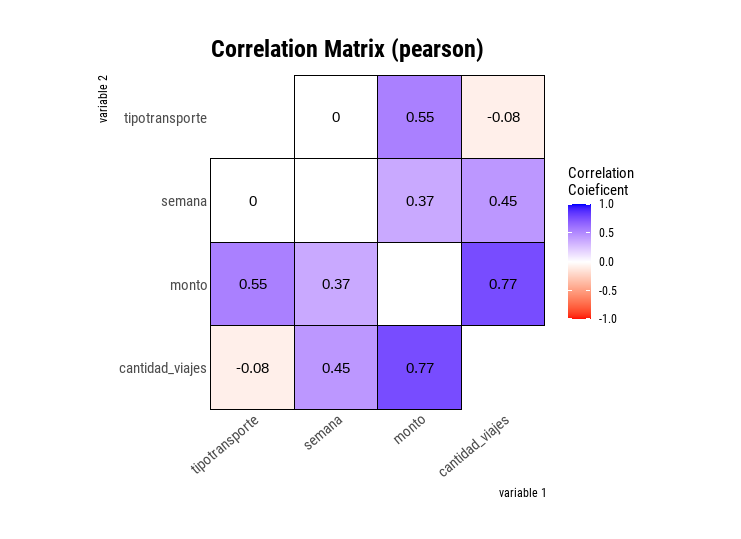 Correlation Matrix (pearson)
variable 2
tipotransporte
0
0.55
-0.08
semana
0
0.37
0.45
monto
0.55
0.37
0.77
cantidad_viajes
-0.08
0.45
0.77
tipotransporte
semana
monto
cantidad_viajes
variable 1
Correlation
Coieficent
1.0
0.5
0.0
-0.5
-1.0